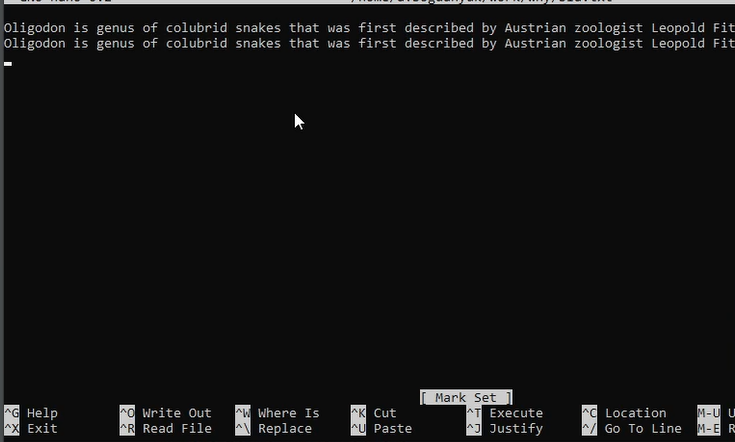 Oligodon is genus of colubrid snakes that was first described by Austrian zoologist Leopold Fit
Oligodon is genus of colubrid snakes that was first described by Austrian zoologist Leopold Fit
[ Mark Set ]
^G Help ^O Write Out ^W Where Is ^K Cut ^T Execute ^C Location M-U U
^X Exit ^R Read File ^\ Replace ^U Paste ^J Justify ^/ Go To Line M-E R